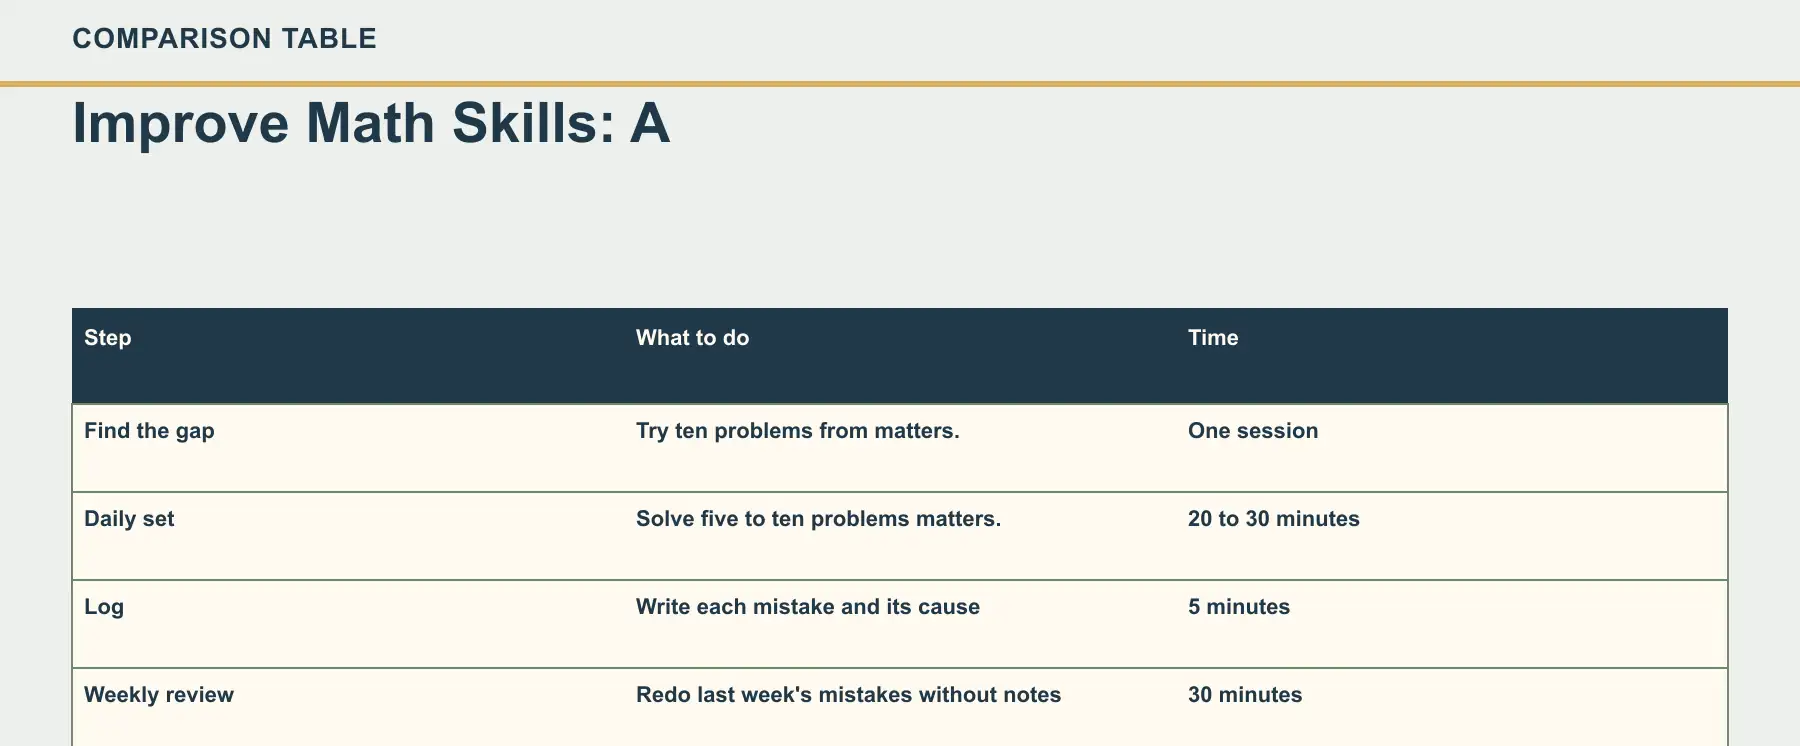 COMPARISON TABLE
Improve Math Skills: A
Step What to do Time
Find the gap Try ten problems from matters. One session
Daily set Solve five to ten problems matters. 20 to 30 minutes
Log Write each mistake and its cause 5 minutes
Weekly review Redo last week's mistakes without notes 30 minutes